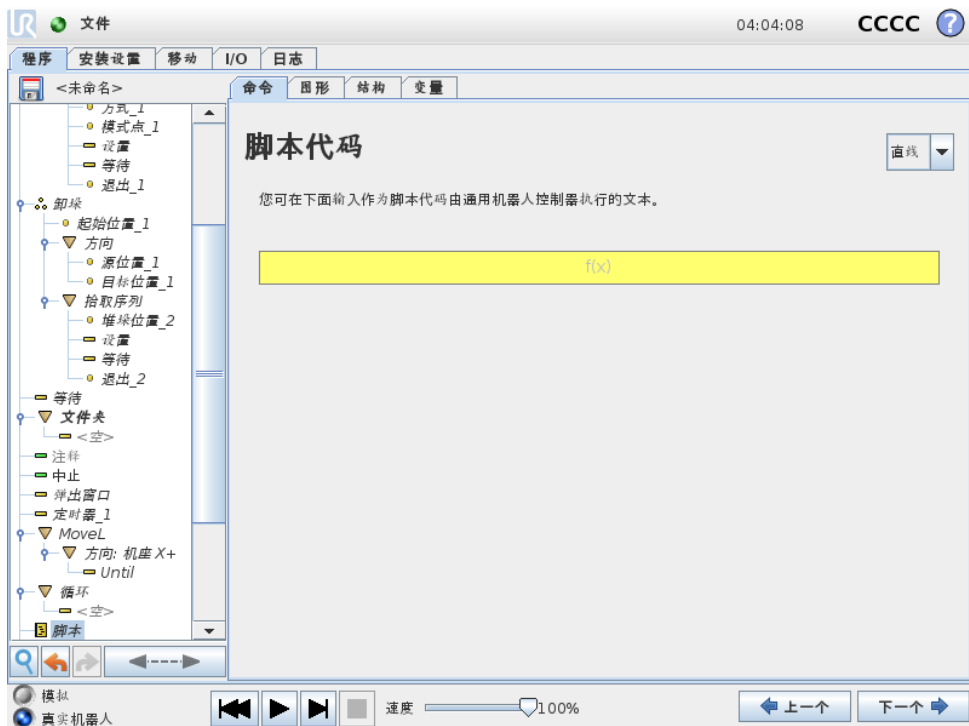 文件
04:04:08
CCCC
?
程序 安装设置 移动 I/O 日志
<未命名>
命令 图形 结构 变量
方式_1
模式点_1
设置
等待
退出_1
卸垛
起始位置_1
方向
源位置_1
目标位置_1
拾取序列
堆垛位置_2
设置
等待
退出_2
等待
文件夹
<空>
注释
中止
弹出窗口
定时器_1
MoveL
方向: 机座 X+
Until
循环
<空>
脚本
脚本代码
直线
您可在下面输入作为脚本代码由通用机器人控制器执行的文本。
f(x)
模拟
真实机器人
速度
100%
上一个
下一个